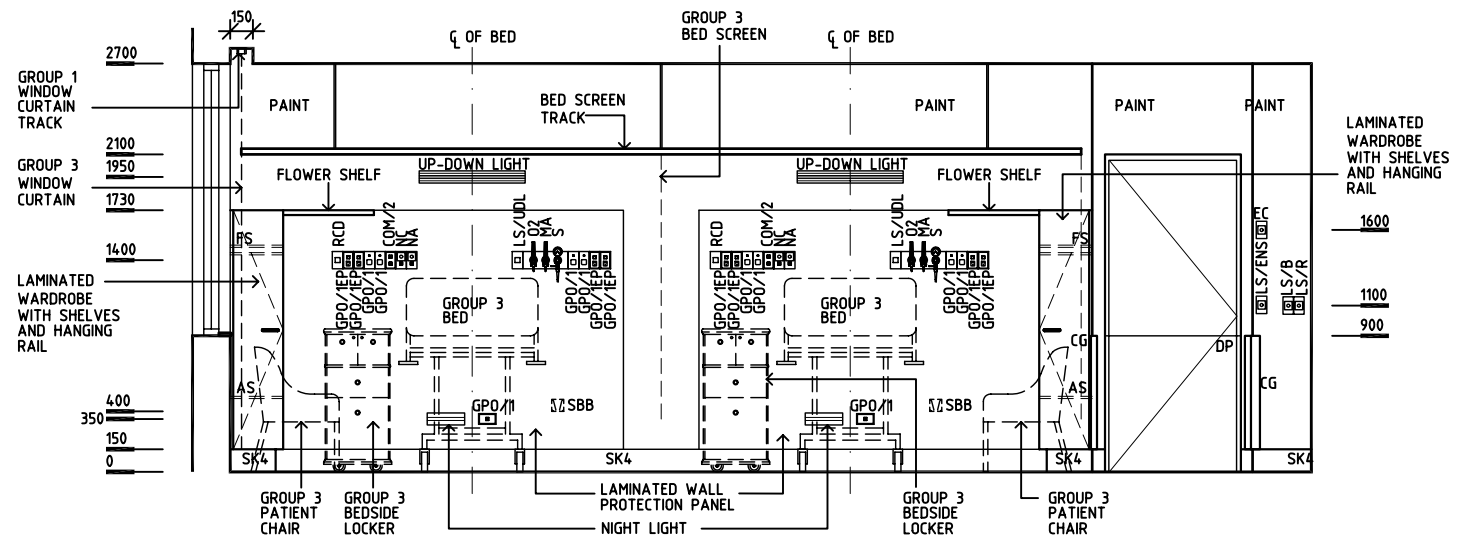 150
GROUP 3
BED SCREEN
℄ OF BED
℄ OF BED
2700
GROUP 1
WINDOW
CURTAIN
TRACK
PAINT
BED SCREEN
TRACK
PAINT
PAINT
PAINT
LAMINATED
WARDROBE
WITH SHELVES
AND HANGING
RAIL
2100
1950
1730
1400
GROUP 3
WINDOW
CURTAIN
UP-DOWN LIGHT
UP-DOWN LIGHT
FLOWER SHELF
FLOWER SHELF
RCD
COM/2
NC
NA
LS/UDL
O2
MA
S
RCD
COM/2
NC
NA
LS/UDL
O2
MA
S
EC
1600
FS
FS
GPO/1EP
GPO/1EP
GPO/1
GPO/1
GPO/1
GPO/1
GPO/1EP
GPO/1EP
GPO/1EP
GPO/1EP
GPO/1
GPO/1
GPO/1
GPO/1
GPO/1EP
GPO/1EP
LS/ENS
LS/B
LS/R
1100
900
LAMINATED
WARDROBE
WITH SHELVES
AND HANGING
RAIL
GROUP 3
BED
GROUP 3
BED
CG
DP
CG
AS
AS
400
350
150
0
GPO/1
SBB
GPO/1
SBB
SK4
SK4
SK4
SK4
GROUP 3
PATIENT
CHAIR
GROUP 3
BEDSIDE
LOCKER
LAMINATED WALL
PROTECTION PANEL
NIGHT LIGHT
GROUP 3
BEDSIDE
LOCKER
GROUP 3
PATIENT
CHAIR